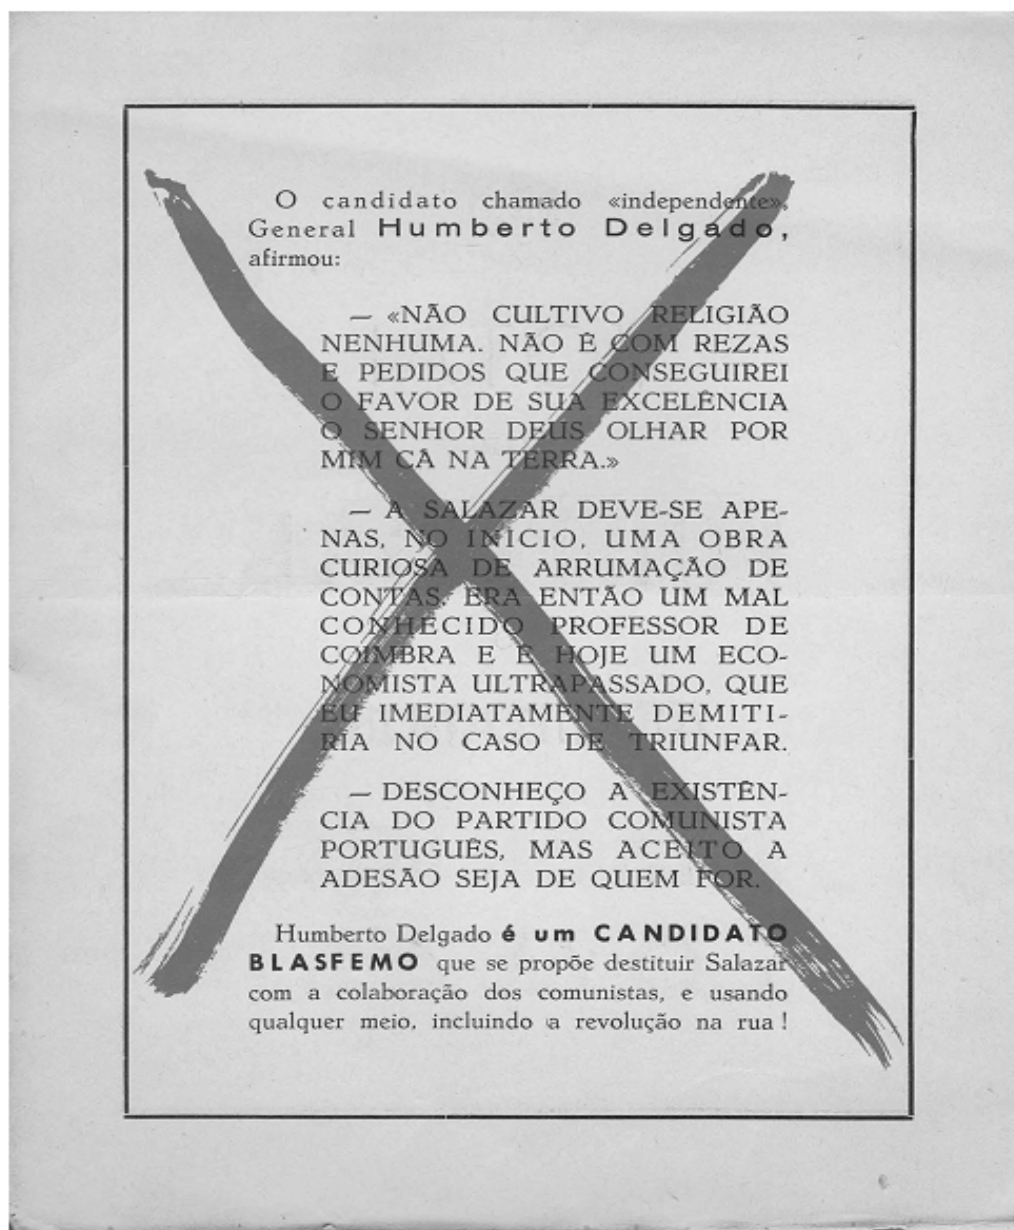 O candidato chamado «independente»,
General Humberto Delgado,
afirmou:
— «NÃO CULTIVO RELIGIÃO
NENHUMA. NÃO É COM REZAS
E PEDIDOS QUE CONSEGUIREI
O FAVOR DE SUA EXCELÊNCIA
O SENHOR DEUS OLHAR POR
MIM CÁ NA TERRA.»
— A SALAZAR DEVE-SE APE-
NAS, NO INÍCIO, UMA OBRA
CURIOSA DE ARRUMAÇÃO DE
CONTAS. ERA ENTÃO UM MAL
CONHECIDO PROFESSOR DE
COIMBRA E É HOJE UM ECO-
NOMISTA ULTRAPASSADO, QUE
EU IMEDIATAMENTE DEMITI-
RIA NO CASO DE TRIUNFAR.
— DESCONHEÇO A EXISTÊN-
CIA DO PARTIDO COMUNISTA
PORTUGUÊS, MAS ACEITO A
ADESÃO SEJA DE QUEM FOR.
Humberto Delgado é um CANDIDATO
BLASFEMO que se propõe destituir Salazar
com a colaboração dos comunistas, e usando
qualquer meio, incluindo a revolução na rua !